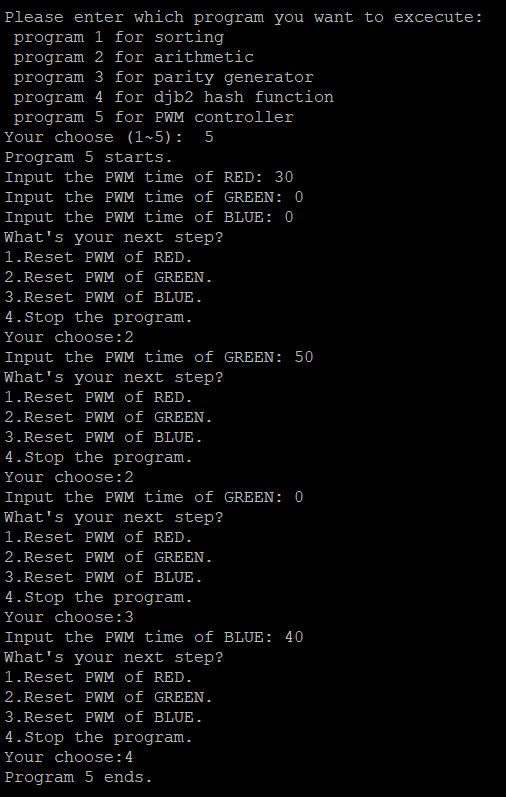 Please enter which program you want to excecute:
program 1 for sorting
program 2 for arithmetic
program 3 for parity generator
program 4 for djb2 hash function
program 5 for PWM controller
Your choose (1~5):  5
Program 5 starts.
Input the PWM time of RED: 30
Input the PWM time of GREEN: 0
Input the PWM time of BLUE: 0
What's your next step?
1.Reset PWM of RED.
2.Reset PWM of GREEN.
3.Reset PWM of BLUE.
4.Stop the program.
Your choose:2
Input the PWM time of GREEN: 50
What's your next step?
1.Reset PWM of RED.
2.Reset PWM of GREEN.
3.Reset PWM of BLUE.
4.Stop the program.
Your choose:2
Input the PWM time of GREEN: 0
What's your next step?
1.Reset PWM of RED.
2.Reset PWM of GREEN.
3.Reset PWM of BLUE.
4.Stop the program.
Your choose:3
Input the PWM time of BLUE: 40
What's your next step?
1.Reset PWM of RED.
2.Reset PWM of GREEN.
3.Reset PWM of BLUE.
4.Stop the program.
Your choose:4
Program 5 ends.